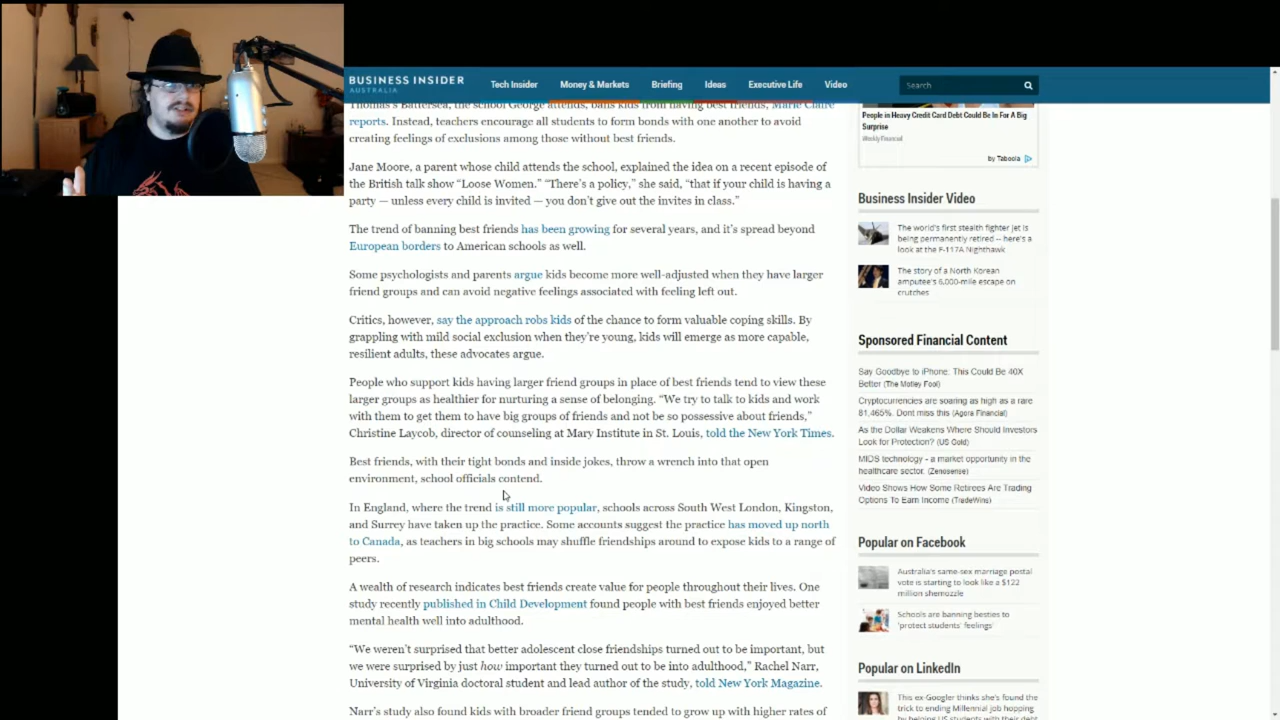 BUSINESS INSIDER
AUSTRALIA
Tech Insider
Money & Markets
Briefing
Ideas
Executive Life
Video
Search
Thomas's Battersea, the school George attends, bans kids from having best friends, Marie Claire
reports. Instead, teachers encourage all students to form bonds with one another to avoid
creating feelings of exclusions among those without best friends.
Jane Moore, a parent whose child attends the school, explained the idea on a recent episode of
the British talk show “Loose Women.” “There’s a policy,” she said, “that if your child is having a
party — unless every child is invited — you don’t give out the invites in class.”
The trend of banning best friends has been growing for several years, and it’s spread beyond
European borders to American schools as well.
Some psychologists and parents argue kids become more well-adjusted when they have larger
friend groups and can avoid negative feelings associated with feeling left out.
Critics, however, say the approach robs kids of the chance to form valuable coping skills. By
grappling with mild social exclusion when they’re young, kids will emerge as more capable,
resilient adults, these advocates argue.
People who support kids having larger friend groups in place of best friends tend to view these
larger groups as healthier for nurturing a sense of belonging. “We try to talk to kids and work
with them to get them to have big groups of friends and not be so possessive about friends,”
Christine Laycob, director of counseling at Mary Institute in St. Louis, told the New York Times.
Best friends, with their tight bonds and inside jokes, throw a wrench into that open
environment, school officials contend.
In England, where the trend is still more popular, schools across South West London, Kingston,
and Surrey have taken up the practice. Some accounts suggest the practice has moved up north
to Canada, as teachers in big schools may shuffle friendships around to expose kids to a range of
peers.
A wealth of research indicates best friends create value for people throughout their lives. One
study recently published in Child Development found people with best friends enjoyed better
mental health well into adulthood.
“We weren’t surprised that better adolescent close friendships turned out to be important, but
we were surprised by just how important they turned out to be into adulthood,” Rachel Narr,
University of Virginia doctoral student and lead author of the study, told New York Magazine.
Narr’s study also found kids with broader friend groups tended to grow up with higher rates of
People in Heavy Credit Card Debt Could Be In For A Big
Surprise
Weekly Financial
by Taboola
Business Insider Video
The world's first stealth fighter jet is
being permanently retired -- here's a
look at the F-117A Nighthawk
The story of a North Korean
amputee's 6,000-mile escape on
crutches
Sponsored Financial Content
Say Goodbye to iPhone: This Could Be 40X
Better (The Motley Fool)
Cryptocurrencies are soaring as high as a rare
81,465%. Dont miss this (Agora Financial)
As the Dollar Weakens Where Should Investors
Look for Protection? (US Gold)
MIDS technology - a market opportunity in the
healthcare sector. (Zenosense)
Video Shows How Some Retirees Are Trading
Options To Earn Income (TradeWins)
Popular on Facebook
Australia's same-sex marriage postal
vote is starting to look like a $122
million shemozzle
Schools are banning besties to
'protect students' feelings'
Popular on LinkedIn
This ex-Googler thinks she's found the
trick to ending Millennial job hopping
by helping US students with their debt